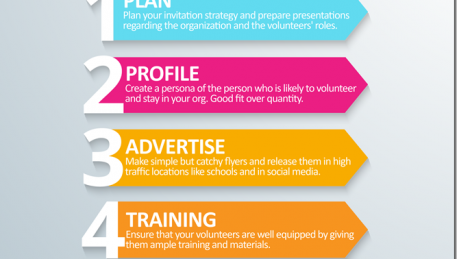 1 PLAN
Plan your invitation strategy and prepare presentations
regarding the organization and the volunteers' roles.
2 PROFILE
Create a persona of the person who is likely to volunteer
and stay in your org. Good fit over quantity.
3 ADVERTISE
Make simple but catchy flyers and release them in high
traffic locations like schools and in social media.
4 TRAINING
Ensure that your volunteers are well equipped by giving
them ample training and materials.